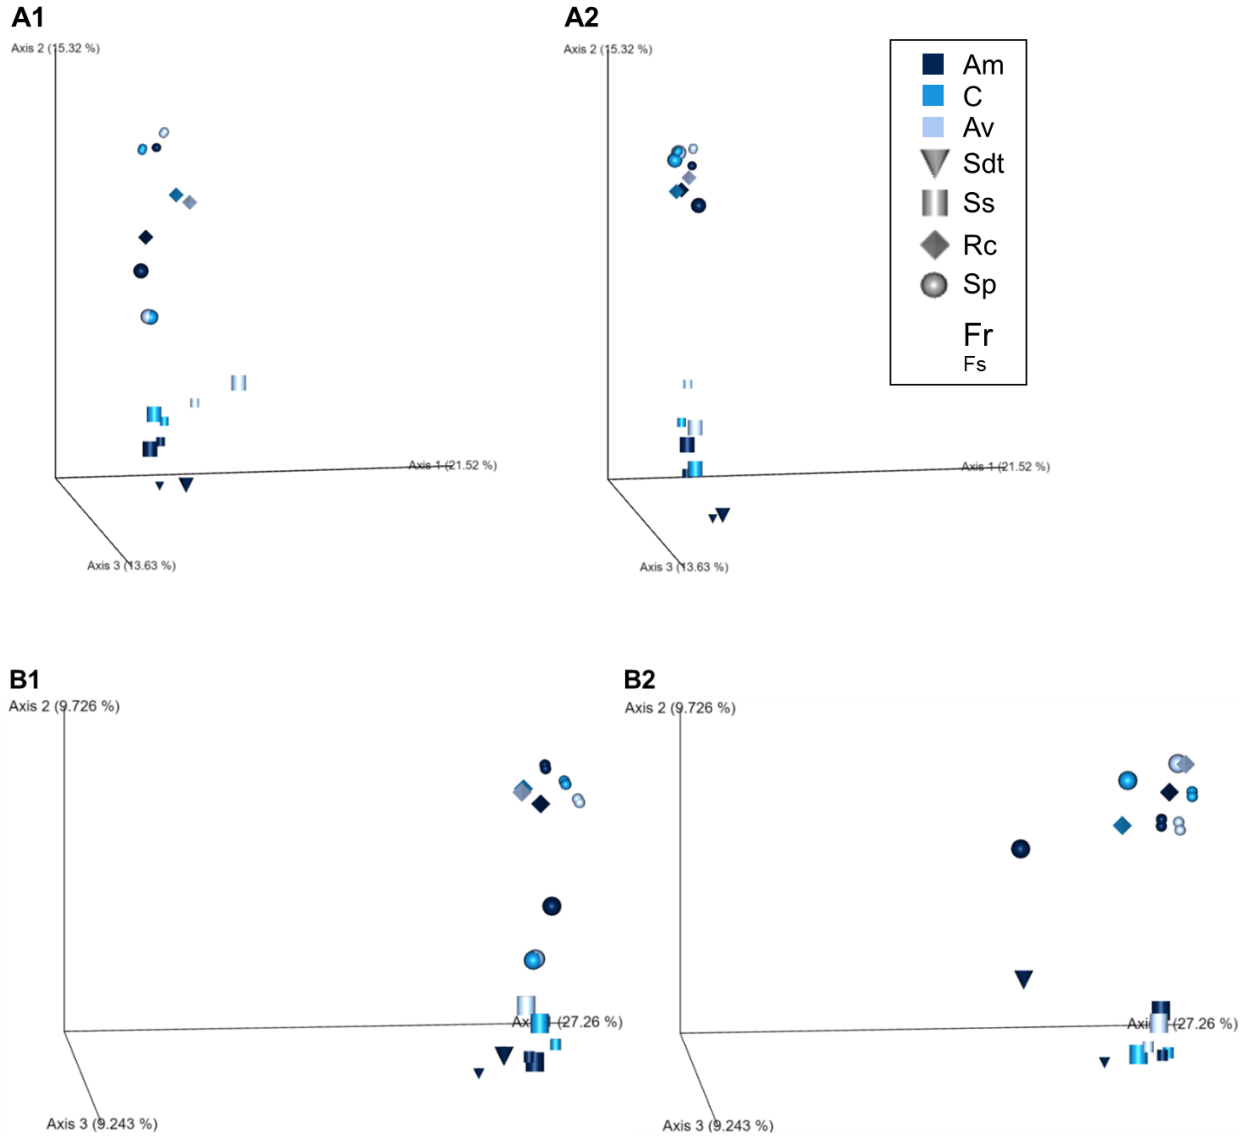 A1
A2
Axis 2 (15.32 %)
Axis 2 (15.32 %)
Am
C
Av
Sdt
Ss
Rc
Sp
Fr
Fs
Axis 1 (21.52 %)
Axis 1 (21.52 %)
Axis 3 (13.63 %)
Axis 3 (13.63 %)
B1
B2
Axis 2 (9.726 %)
Axis 2 (9.726 %)
(27.26 %)
(27.26 %)
Axis 3 (9.243 %)
Axis 3 (9.243 %)